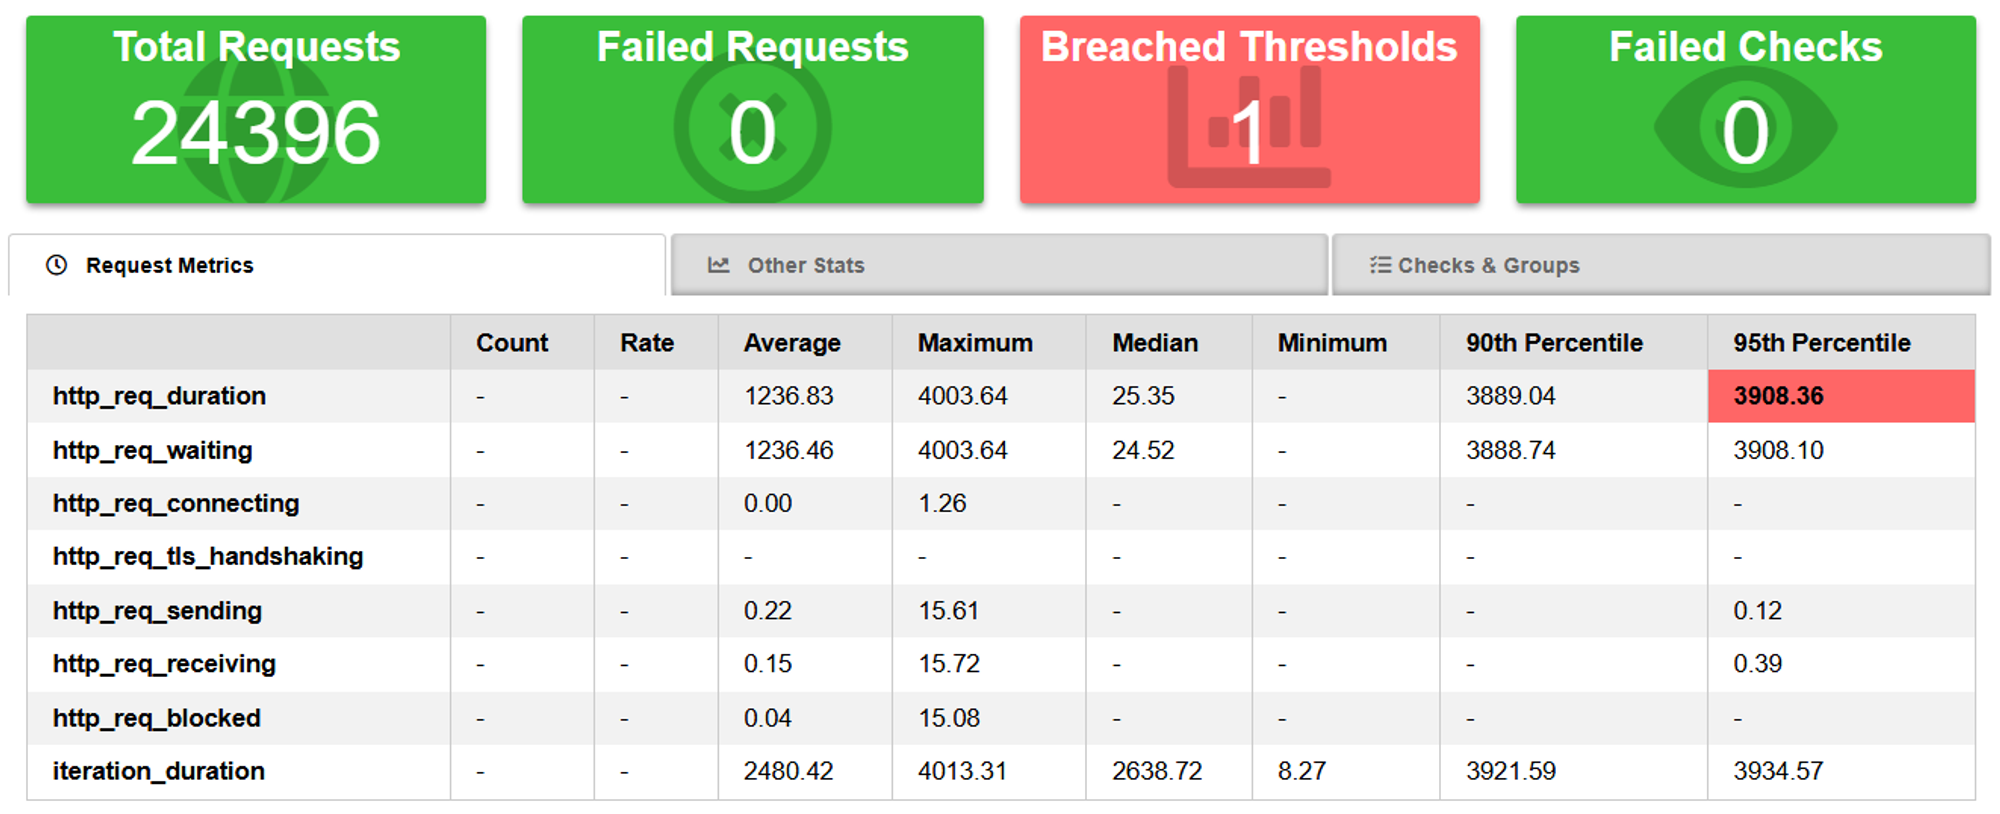 Total Requests
24396
Failed Requests
0
Breached Thresholds
1
Failed Checks
0
Request Metrics
Other Stats
Checks & Groups
Count Rate Average Maximum Median Minimum 90th Percentile 95th Percentile
http_req_duration - - 1236.83 4003.64 25.35 - 3889.04 3908.36
http_req_waiting - - 1236.46 4003.64 24.52 - 3888.74 3908.10
http_req_connecting - - 0.00 1.26 - - - -
http_req_tls_handshaking - - - - - - - -
http_req_sending - - 0.22 15.61 - - - 0.12
http_req_receiving - - 0.15 15.72 - - - 0.39
http_req_blocked - - 0.04 15.08 - - - -
iteration_duration - - 2480.42 4013.31 2638.72 8.27 3921.59 3934.57